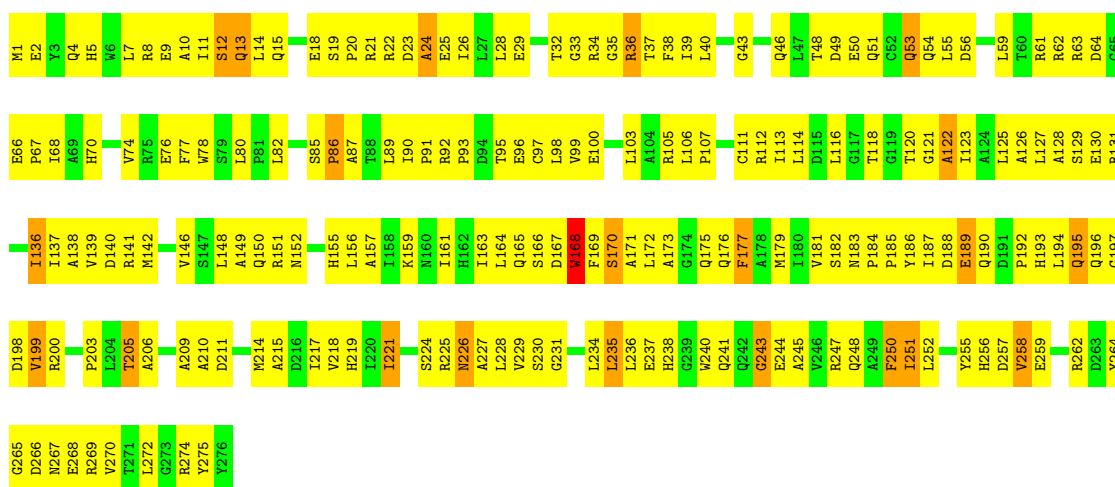 M1 E2 Y3 Q4 H5 W6 L7 R8 E9 A10 I11 S12 Q13 L14 Q15 E18 S19 P20 R21 R22 D23 A24 E25 I26 L27 L28 E29 T32 G33 R34 G35 R36 T37 F38 I39 L40 G43 Q46 L47 T48 D49 E50 Q51 C52 Q53 Q54 L55 D56 L59 T60 R61 R62 R63 D64 G65
E66 P67 I68 A69 H70 V74 R75 E76 F77 W78 S79 L80 P81 L82 S85 P86 A87 T88 L89 I90 P91 R92 P93 D94 T95 E96 C97 L98 V99 E100 L103 A104 R105 L106 P107 C111 R112 I113 L114 D115 L116 G117 T118 G119 T120 G121 A122 I123 A124 L125 A126 L127 A128 S129 E130 R131
I136 I137 A138 V139 D140 R141 M142 V146 S147 L148 A149 Q150 R151 N152 H155 L156 A157 I158 K159 N160 I161 H162 I163 L164 Q165 S166 D167 W168 F169 S170 A171 L172 A173 G174 Q175 Q176 F177 A178 M179 I180 V181 S182 N183 P184 P185 Y186 I187 D188 E189 Q190 D191 P192 H193 L194 Q195 Q196 G197
D198 V199 R200 P203 L204 T205 A206 A209 A210 D211 M214 A215 D216 I217 V218 H219 I220 I221 S224 R225 N226 A227 L228 V229 S230 G231 L234 L235 L236 E237 H238 G239 W240 Q241 Q242 G243 E244 A245 V246 R247 Q248 A249 F250 I251 L252 Y255 H256 D257 V258 E259 R262 D263 Y264
G265 D266 N267 E268 R269 V270 T271 L272 G273 R274 Y275 Y276